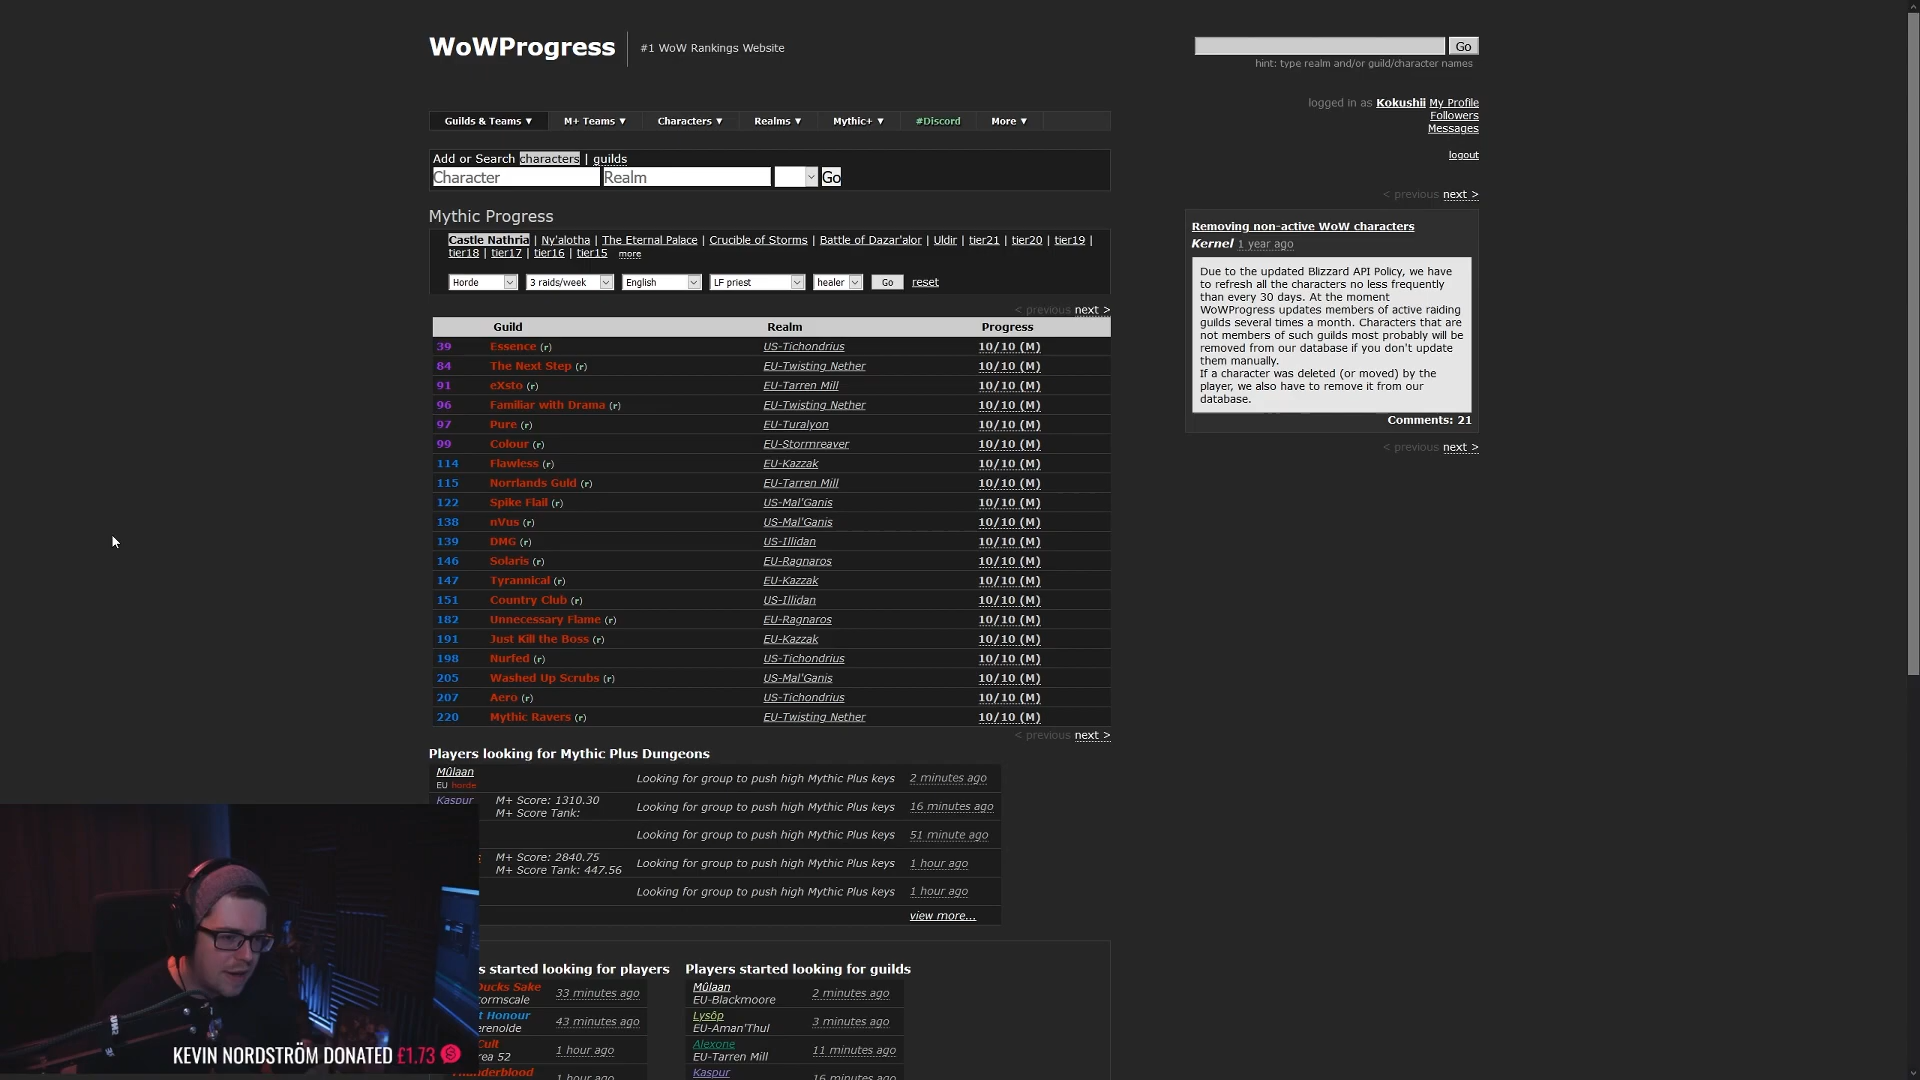 WoWProgress
#1 WoW Rankings Website
Go
hint: type realm and/or guild/character names
logged in as Kokushii My Profile
Followers
Messages
logout
Guilds & Teams ▼ M+ Teams ▼ Characters ▼ Realms ▼ Mythic+ ▼ #Discord More ▼
Add or Search characters | guilds
Character Realm Go
Mythic Progress
Castle Nathria | Ny'alotha | The Eternal Palace | Crucible of Storms | Battle of Dazar'alor | Uldir | tier21 | tier20 | tier19 |
tier18 | tier17 | tier16 | tier15 more
Horde 3 raids/week English LF priest healer Go reset
< previous next >
Guild Realm Progress
39 Essence (r) US-Tichondrius 10/10 (M)
84 The Next Step (r) EU-Twisting Nether 10/10 (M)
91 eXsto (r) EU-Tarren Mill 10/10 (M)
96 Familiar with Drama (r) EU-Twisting Nether 10/10 (M)
97 Pure (r) EU-Turalyon 10/10 (M)
99 Colour (r) EU-Stormreaver 10/10 (M)
114 Flawless (r) EU-Kazzak 10/10 (M)
115 Norrlands Guld (r) EU-Tarren Mill 10/10 (M)
122 Spike Flail (r) US-Mal'Ganis 10/10 (M)
138 nVus (r) US-Mal'Ganis 10/10 (M)
139 DMG (r) US-Illidan 10/10 (M)
146 Solaris (r) EU-Ragnaros 10/10 (M)
147 Tyrannical (r) EU-Kazzak 10/10 (M)
151 Country Club (r) US-Illidan 10/10 (M)
182 Unnecessary Flame (r) EU-Ragnaros 10/10 (M)
191 Just Kill the Boss (r) EU-Kazzak 10/10 (M)
198 Nurfed (r) US-Tichondrius 10/10 (M)
205 Washed Up Scrubs (r) US-Mal'Ganis 10/10 (M)
207 Aero (r) US-Tichondrius 10/10 (M)
220 Mythic Ravers (r) EU-Twisting Nether 10/10 (M)
< previous next >
< previous next >
Removing non-active WoW characters
Kernel 1 year ago
Due to the updated Blizzard API Policy, we have
to refresh all the characters no less frequently
than every 30 days. At the moment
WoWProgress updates members of active raiding
guilds several times a month. Characters that are
not members of such guilds most probably will be
removed from our database if you don't update
them manually.
If a character was deleted (or moved) by the
player, we also have to remove it from our
database.
Comments: 21
< previous next >
Players looking for Mythic Plus Dungeons
Mûlaan
EU horde
Looking for group to push high Mythic Plus keys 2 minutes ago
Kaspur M+ Score: 1310.30
M+ Score Tank:
Looking for group to push high Mythic Plus keys 16 minutes ago
Looking for group to push high Mythic Plus keys 51 minute ago
M+ Score: 2840.75
M+ Score Tank: 447.56
Looking for group to push high Mythic Plus keys 1 hour ago
Looking for group to push high Mythic Plus keys 1 hour ago
view more...
s started looking for players
Ducks Sake
ormscale 33 minutes ago
t Honour
erenolde 43 minutes ago
Cult
rea 52 1 hour ago
hunderblood
1 hour ago
Players started looking for guilds
Mûlaan
EU-Blackmoore 2 minutes ago
Lysôp
EU-Aman'Thul 3 minutes ago
Alexone
EU-Tarren Mill 11 minutes ago
Kaspur
16 minutes ago
KEVIN NORDSTRÖM DONATED £1.73